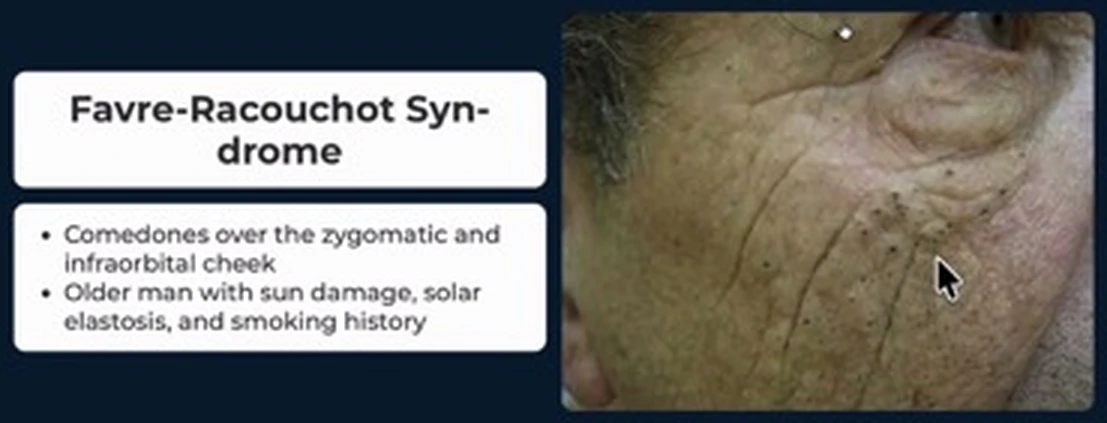 Favre-Racouchot Syn-
drome
• Comedones over the zygomatic and
infraorbital cheek
• Older man with sun damage, solar
elastosis, and smoking history